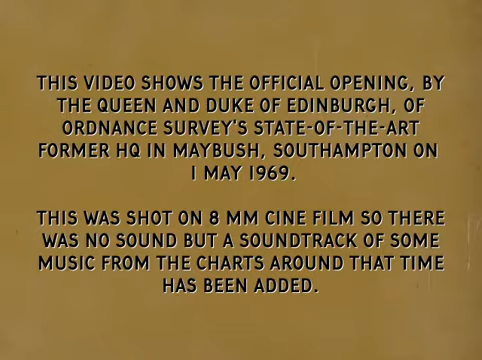 THIS VIDEO SHOWS THE OFFICIAL OPENING, BY
THE QUEEN AND DUKE OF EDINBURGH, OF
ORDNANCE SURVEY'S STATE-OF-THE-ART
FORMER HQ IN MAYBUSH, SOUTHAMPTON ON
1 MAY 1969.
THIS WAS SHOT ON 8 MM CINE FILM SO THERE
WAS NO SOUND BUT A SOUNDTRACK OF SOME
MUSIC FROM THE CHARTS AROUND THAT TIME
HAS BEEN ADDED.